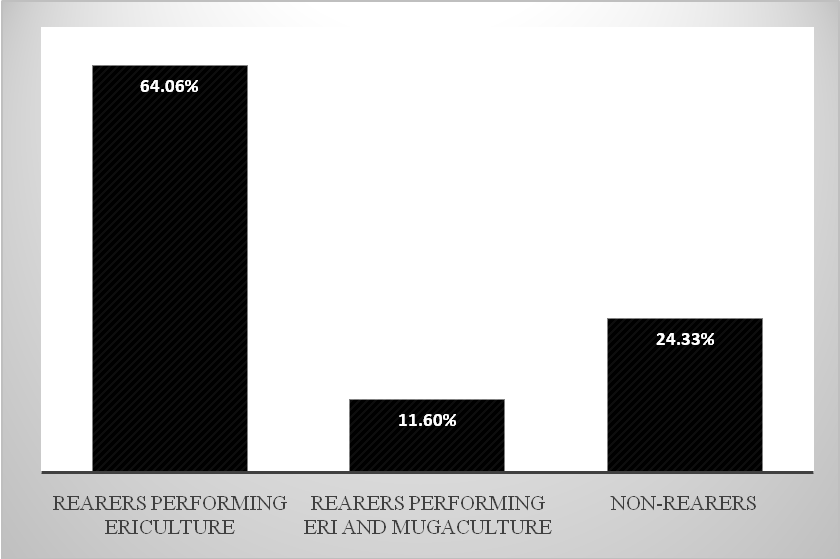 64.06%
11.60%
24.33%
REARERS PERFORMING
ERICULTURE
REARERS PERFORMING
ERI AND MUGACULTURE
NON-REARERS